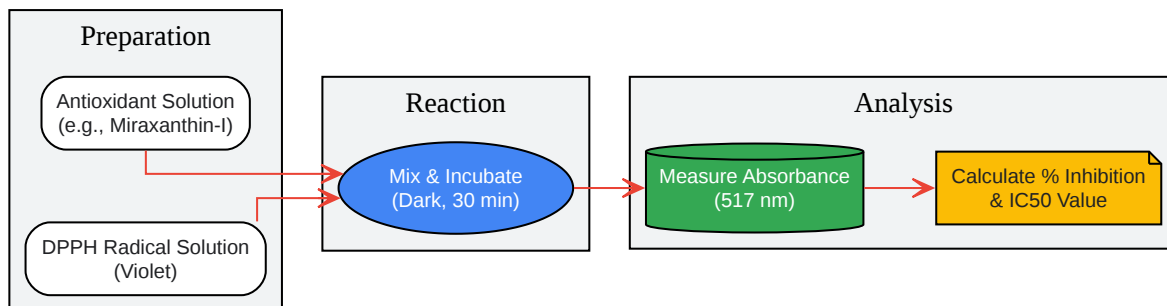 Preparation
Antioxidant Solution
(e.g., Miraxanthin-I)
DPPH Radical Solution
(Violet)
Reaction
Mix & Incubate
(Dark, 30 min)
Analysis
Measure Absorbance
(517 nm)
Calculate % Inhibition
& IC50 Value